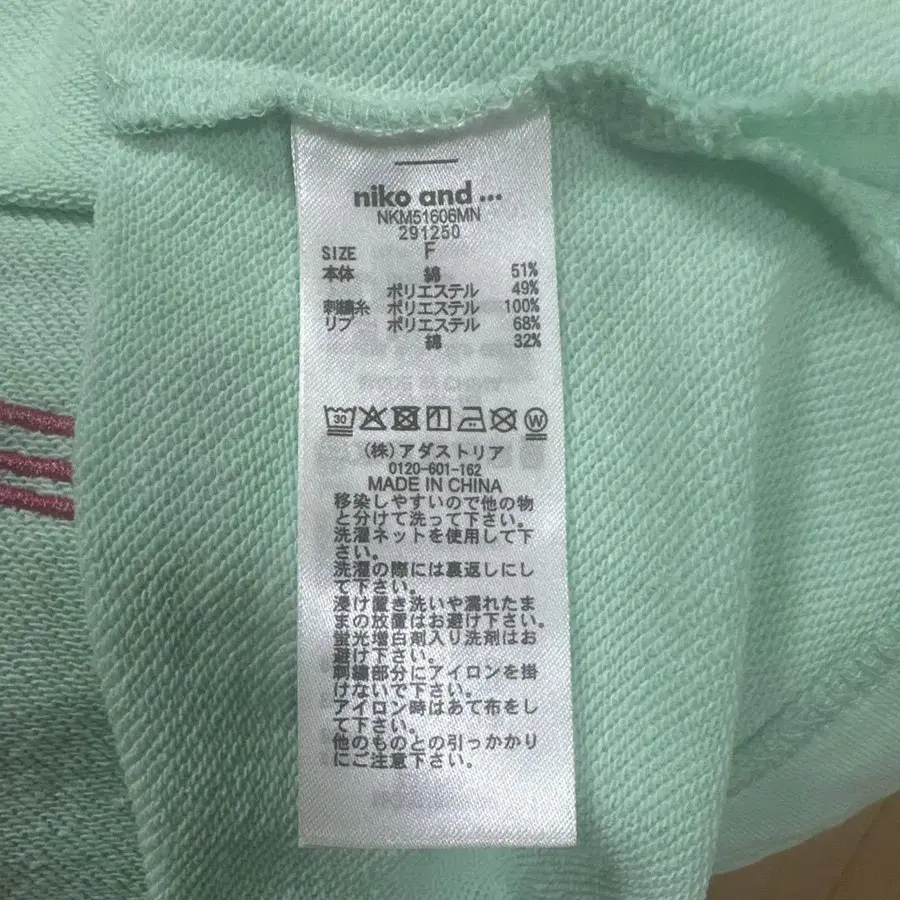 niko and ...
NKM51606MN
291250
SIZE F
本体 綿 51%
ポリエステル 49%
刺繍糸 ポリエステル 100%
リブ ポリエステル 68%
綿 32%
30 W
(株)アダストリア
0120-601-162
MADE IN CHINA
移染しやすいので他の物
と分けて洗って下さい。
洗濯ネットを使用して下
さい。
洗濯の際には裏返しにし
て下さい。
浸け置き洗いや濡れたま
まの放置はお避け下さい。
蛍光増白剤入り洗剤はお
避け下さい。
刺繍部分にアイロンを掛
けないで下さい。
アイロン時はあて布をし
て下さい。
他のものとの引っかかり
にご注意下さい。